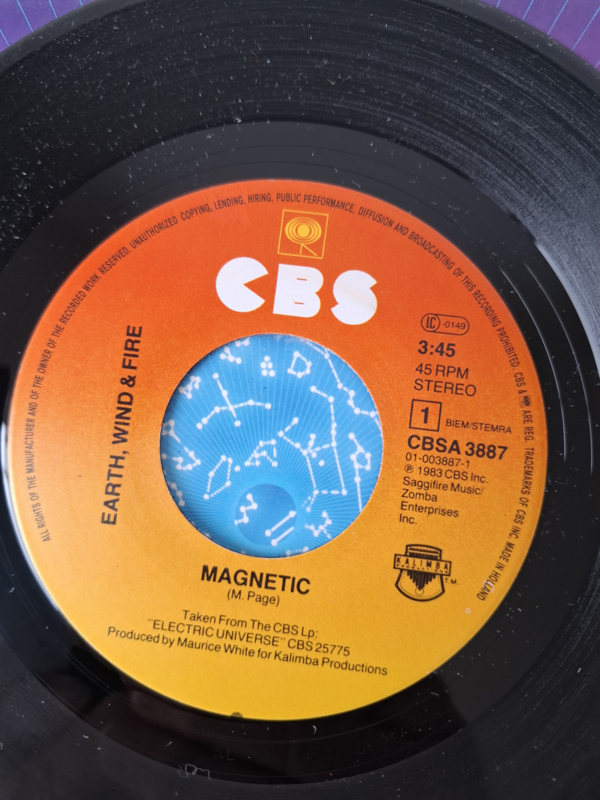 ALL RIGHTS OF THE MANUFACTURER AND OF THE OWNER OF THE RECORDED WORK RESERVED. UNAUTHORIZED COPYING, LENDING, HIRING, PUBLIC PERFORMANCE, DIFFUSION AND BROADCASTING OF THIS RECORDING PROHIBITED. CBS & ARE REG. TRADEMARKS OF CBS INC. MADE IN HOLLAND
CBS
EARTH, WIND & FIRE
IC -0149
3:45
45 RPM
STEREO
1 BIEM/STEMRA
CBSA 3887
01-003887-1
℗ 1983 CBS Inc.
Saggifire Music/
Zomba
Enterprises
Inc.
KALIMBA
T.M.
MAGNETIC
(M. Page)
Taken From The CBS Lp:
"ELECTRIC UNIVERSE" CBS 25775
Produced by Maurice White for Kalimba Productions